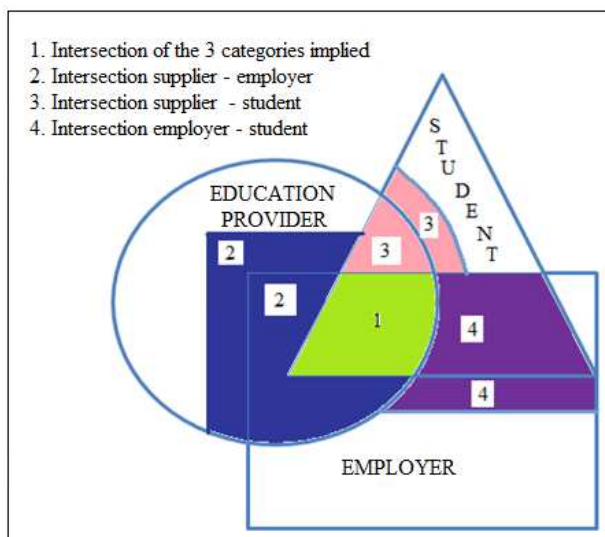 1. Intersection of the 3 categories implied
2. Intersection supplier - employer
3. Intersection supplier - student
4. Intersection employer - student
STUDENT
EDUCATION
PROVIDER
3
2
3
2
1
4
4
EMPLOYER